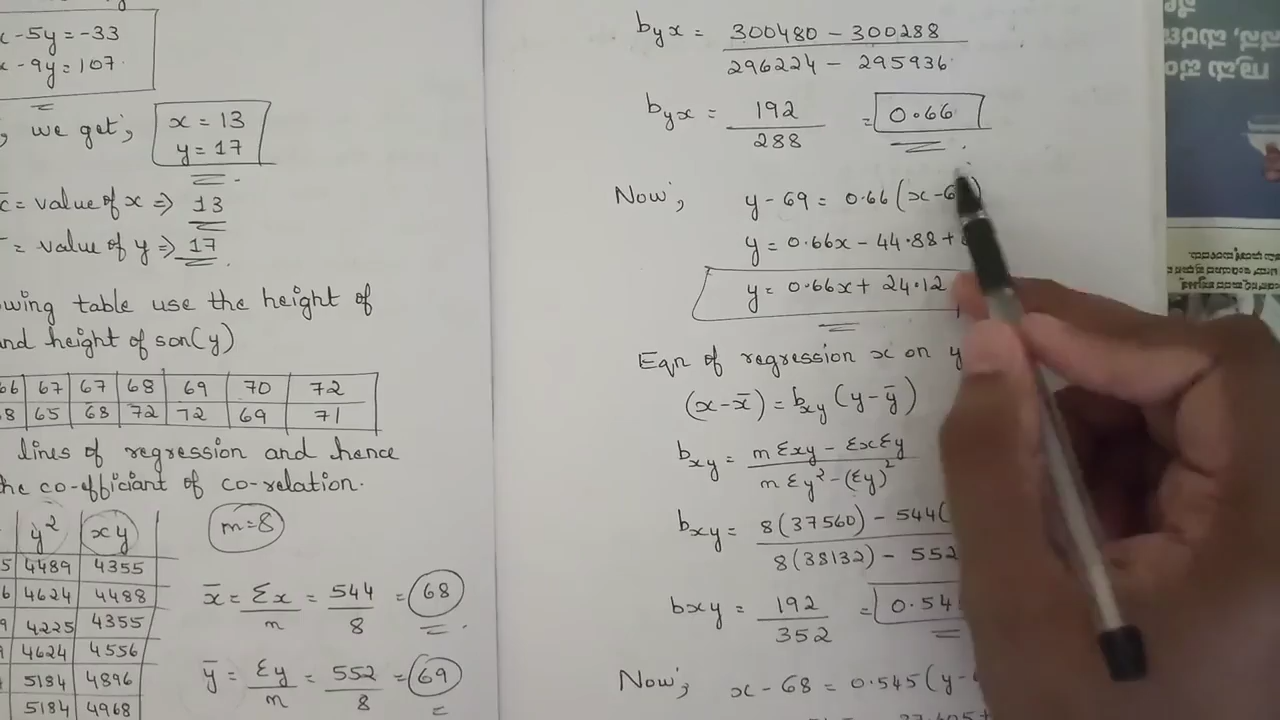 x - 5y = -33
x - 9y = 107
we get, x = 13
y = 17
= value of x => 13
= value of y => 17
wing table use the height of
nd height of son(y)
66 67 67 68 69 70 72
8 65 68 72 72 69 71
lines of regression and hence
he co-efficiant of co-relation.
y² xy m=8
5 4489 4355
6 4624 4488
9 4225 4355
4624 4556
5184 4896
5184 4968
x̄ = Σx/m = 544/8 = 68
ȳ = Σy/m = 552/8 = 69
byx = 300480 - 300288 / 296224 - 295936
byx = 192/288 = 0.66
Now, y - 69 = 0.66(x - 6
y = 0.66x - 44.88 +
y = 0.66x + 24.12
Eqn of regression x on y
(x - x̄) = bxy (y - ȳ)
bxy = mΣxy - ΣxΣy / mΣy² - (Σy)²
bxy = 8(37560) - 544( / 8(38132) - 552
bxy = 192/352 = 0.54
Now, x - 68 = 0.545(y -